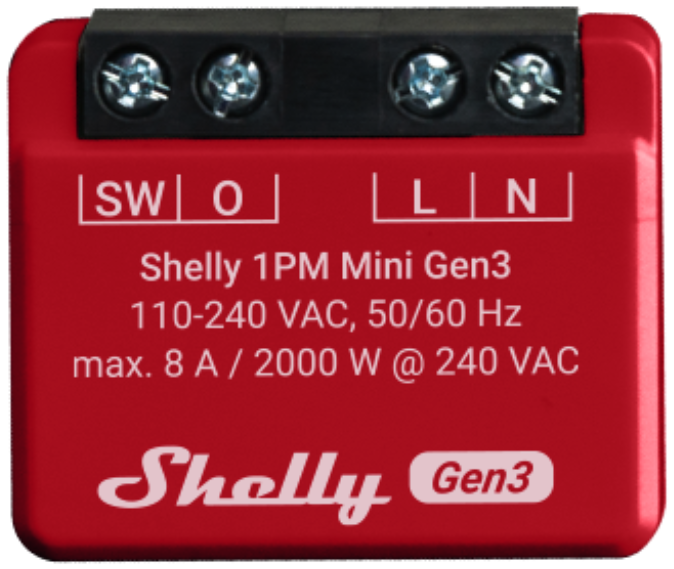 SW O L N
Shelly 1PM Mini Gen3
110-240 VAC, 50/60 Hz
max. 8 A / 2000 W @ 240 VAC
Shelly Gen3